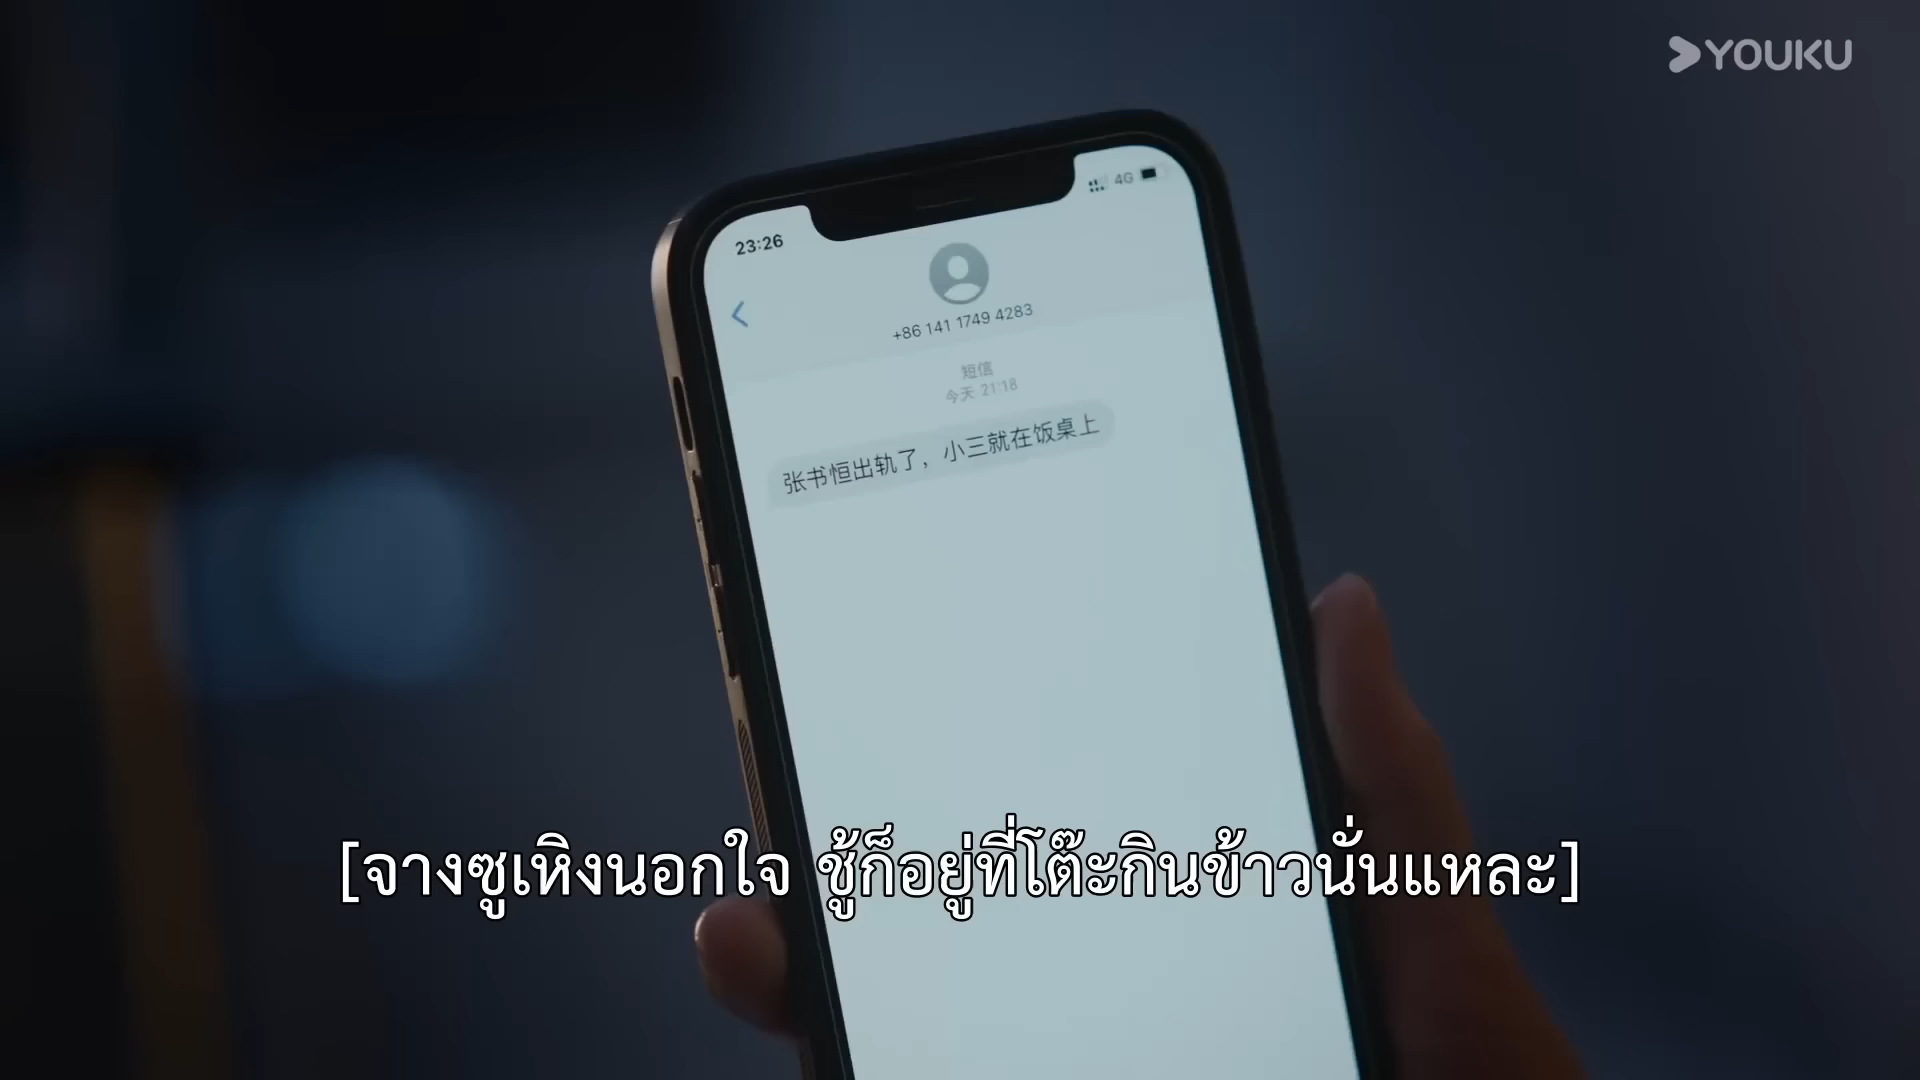 YOUKU
23:26
4G
+86 141 1749 4283
短信
今天 21:18
张书恒出轨了，小三就在饭桌上
[จางซูเหิงนอกใจ ชู้ก็อยู่ที่โต๊ะกินข้าวนั่นแหละ]